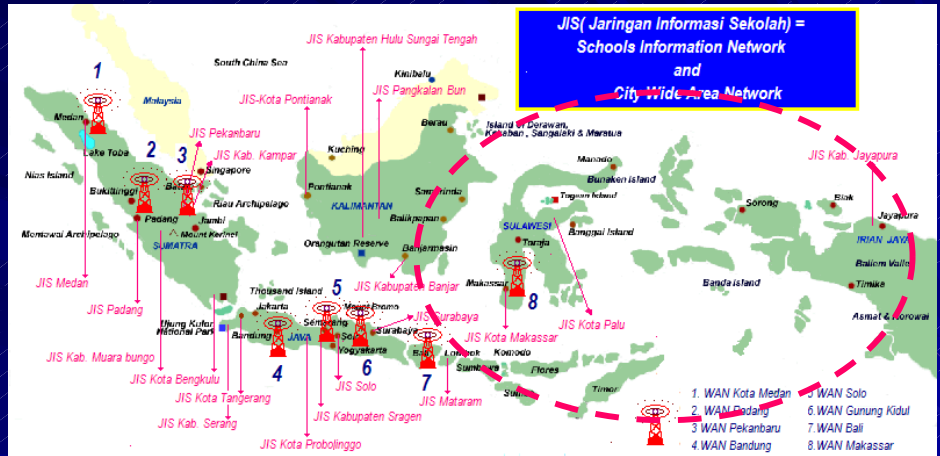 JIS( Jaringan Informasi Sekolah) =
Schools Information Network
and
City Wide Area Network
JIS Kabupaten Hulu Sungai Tengah
South China Sea
Kinibalu
1
Malaysia
JIS-Kota Pontianak
JIS Pangkalan Bun
Medan
JIS Pekanbaru
Berau
Island of Derawan,
Kakaban, Sangalaki & Maratua
2
3
JIS Kab. Kampar
Kuching
Manado
JIS Kab. Jayapura
Lake Toba
Singapore
Bunaken Island
Nias Island
Bukittinggi
Pontianak
Samarinda
Togean Island
Sorong
Biak
Riau Archipelago
KALIMANTAN
Padang
Jambi
Balikpapan
SULAWESI
Banggai Island
Jayapura
Mentawai Archipelago
Mount Kerinci
SUMATRA
Orangutan Reserve
Banjarmasin
Toraja
IRIAN JAYA
Baliem Valle
JIS Medan
JIS Kabupaten Banjar
Makassar
8
Banda Island
Timika
JIS Padang
Thousand Island
5
Jakarta
Mount Bromo
JIS Surabaya
Ujung Kulon
National Park
Semarang
Surabaya
JIS Kota Makassar
JIS Kota Palu
Asmat & Korowai
Bandung
JAVA
Solo
Yogyakarta
Bali
Lombok
Komodo
JIS Kab. Muara bungo
4
6
7
Sumbawa
Flores
JIS Kota Bengkulu
JIS Solo
JIS Mataram
Timor
JIS Kota Tangerang
JIS Kabupaten Sragen
JIS Kab. Serang
JIS Kota Probolinggo
1. WAN Kota Medan
2. WAN Padang
3 WAN Pekanbaru
4.WAN Bandung
5 WAN Solo
6.WAN Gunung Kidul
7.WAN Bali
8.WAN Makassar